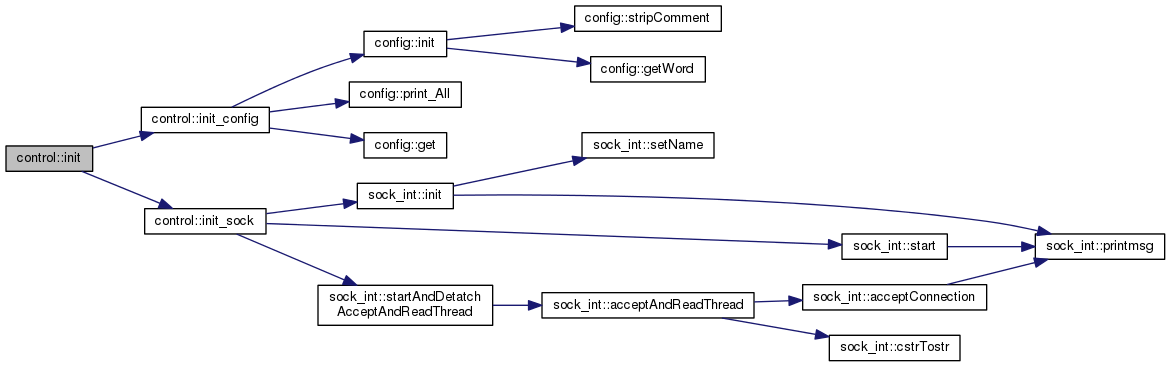 config::stripComment
config::init
config::getWord
config::print_All
control::init_config
config::get
sock_int::setName
control::init
sock_int::init
control::init_sock
sock_int::start
sock_int::printmsg
sock_int::startAndDetatch
AcceptAndReadThread
sock_int::acceptAndReadThread
sock_int::acceptConnection
sock_int::cstrTostr